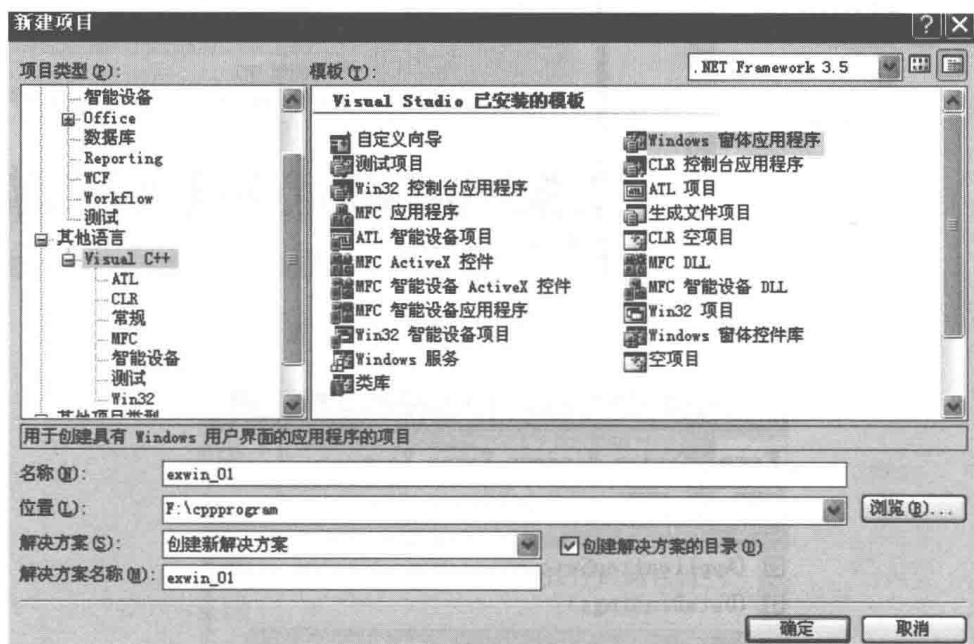 新建项目
项目类型(P):
模板(T):
.NET Framework 3.5
智能设备
Office
数据库
Reporting
WCF
Workflow
测试
其他语言
Visual C++
ATL
CLR
常规
MFC
智能设备
测试
Win32
其他项目类型
Visual Studio 已安装的模板
自定义向导
测试项目
Win32 控制台应用程序
MFC 应用程序
ATL 智能设备项目
MFC ActiveX 控件
MFC 智能设备 ActiveX 控件
MFC 智能设备应用程序
Win32 智能设备项目
Windows 服务
类库
Windows 窗体应用程序
CLR 控制台应用程序
ATL 项目
生成文件项目
CLR 空项目
MFC DLL
MFC 智能设备 DLL
Win32 项目
Windows 窗体控件库
空项目
用于创建具有 Windows 用户界面的应用程序的项目
名称(N): exwin_01
位置(L): F:\cppprogram 浏览(B)...
解决方案(S): 创建新解决方案 创建解决方案的目录(D)
解决方案名称(M): exwin_01
确定 取消